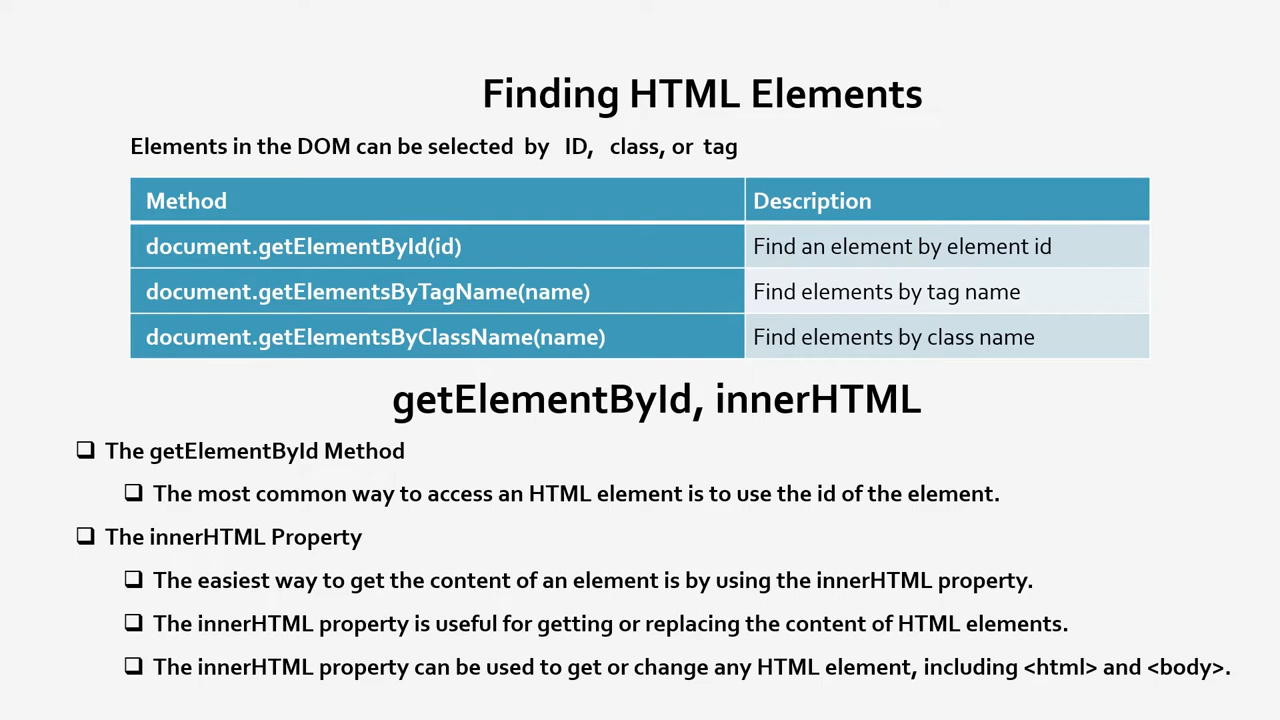 Finding HTML Elements
Elements in the DOM can be selected by ID, class, or tag
Method Description
document.getElementById(id) Find an element by element id
document.getElementsByTagName(name) Find elements by tag name
document.getElementsByClassName(name) Find elements by class name
getElementById, innerHTML
❑ The getElementById Method
❑ The most common way to access an HTML element is to use the id of the element.
❑ The innerHTML Property
❑ The easiest way to get the content of an element is by using the innerHTML property.
❑ The innerHTML property is useful for getting or replacing the content of HTML elements.
❑ The innerHTML property can be used to get or change any HTML element, including <html> and <body>.